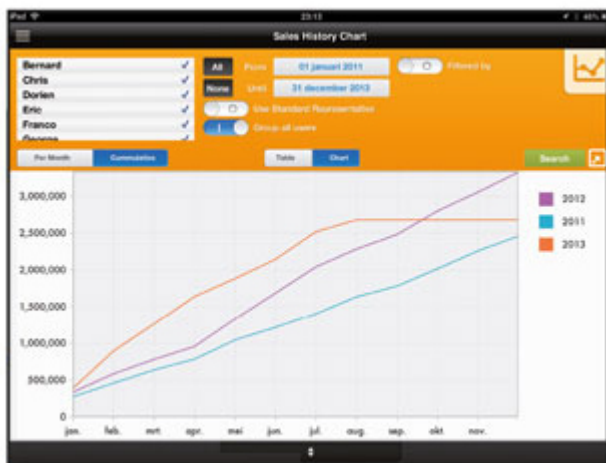 iPad 23:13 45%
Sales History Chart
Bernard
Chris
Dorien
Eric
Franco
George
All From 01 januari 2011 Filtered by
None Until 31 december 2013
Use Standard Representative
Group all users
Per Month Cummulative Table Chart Search
3,000,000
2,500,000
2,000,000
1,500,000
1,000,000
500,000
0
jan. feb. mrt. apr. mei jun. jul. aug. sep. okt. nov.
2012
2011
2013